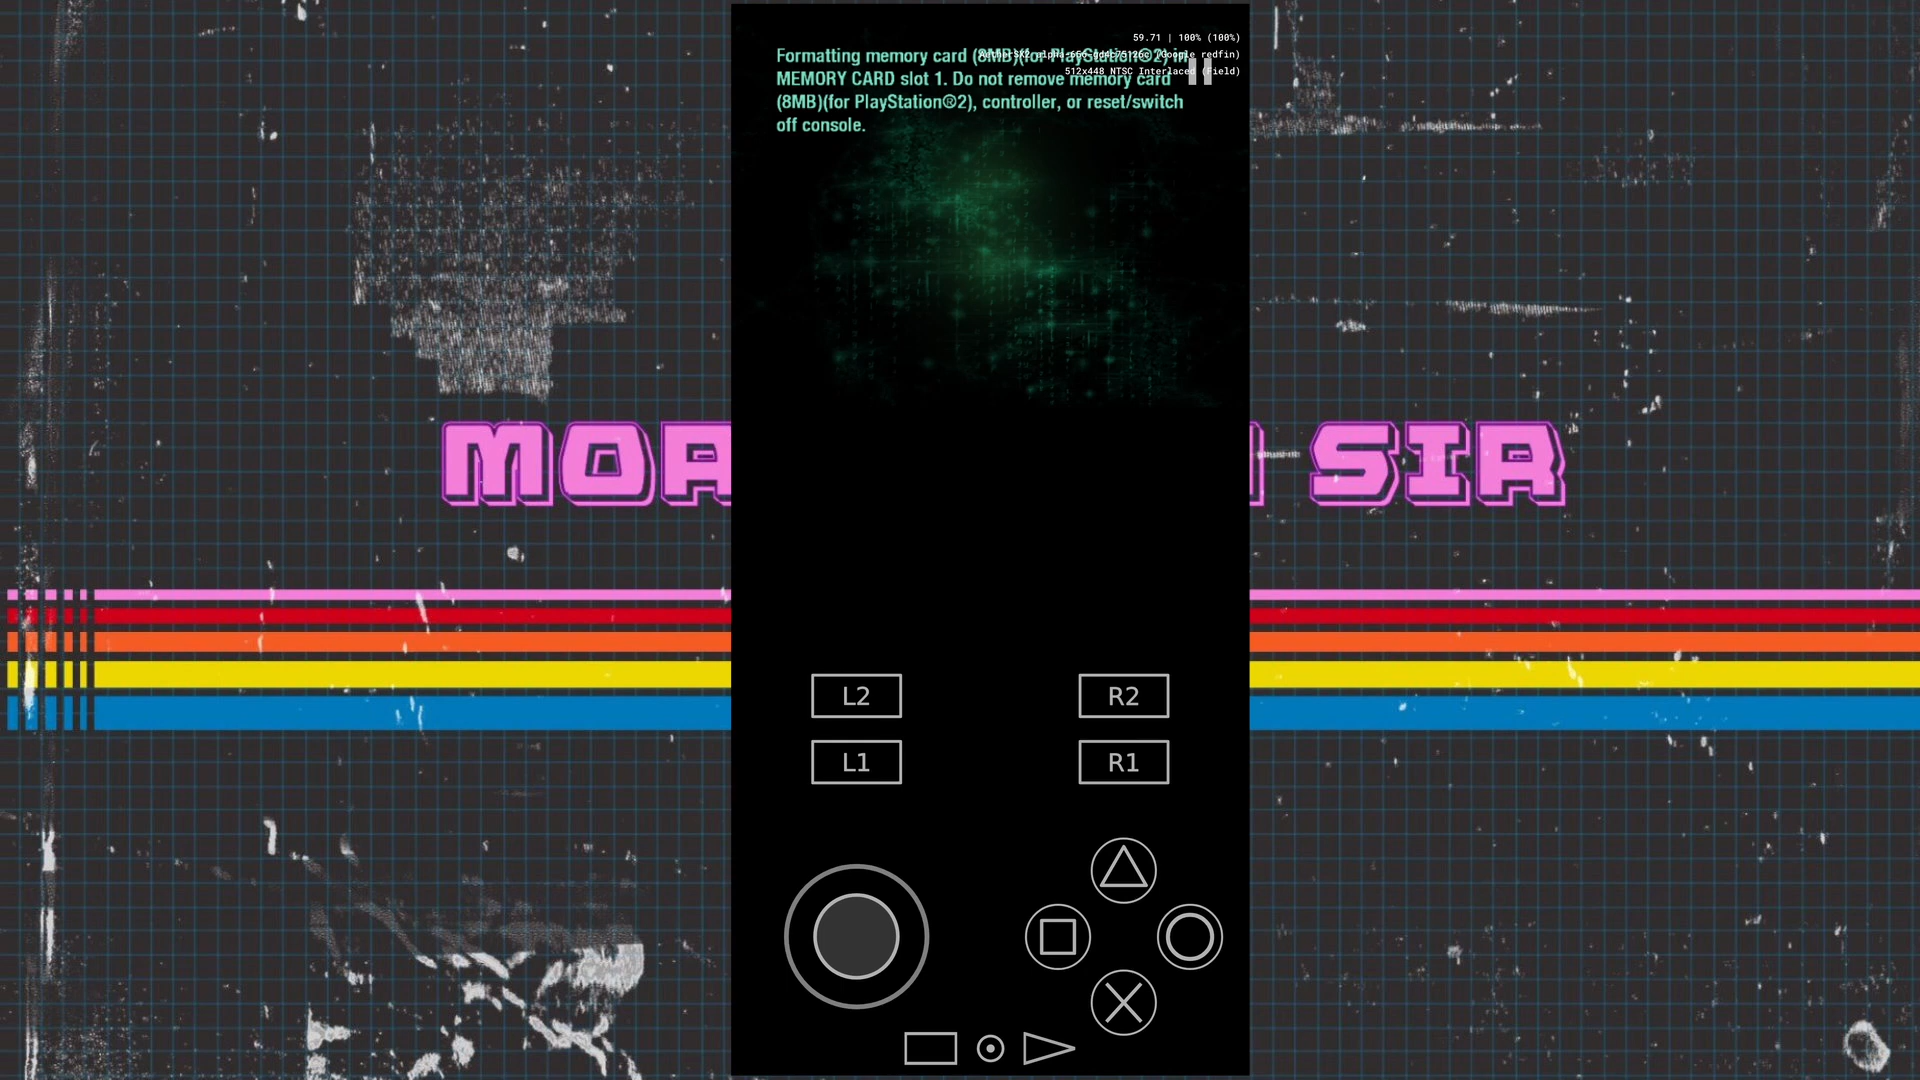 59.71 | 100% (100%)
Formatting memory card (8MB)(for PlayStation®2) in
512x448 NTSC Interlaced (Field)
MEMORY CARD slot 1. Do not remove memory card
(8MB)(for PlayStation®2), controller, or reset/switch
off console.
MOR SIR
L2 R2
L1 R1